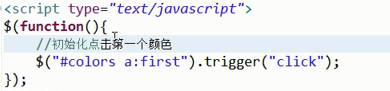 <script type="text/javascript">
$(function(){
//初始化点击第一个颜色
$("#colors a:first").trigger("click");
});